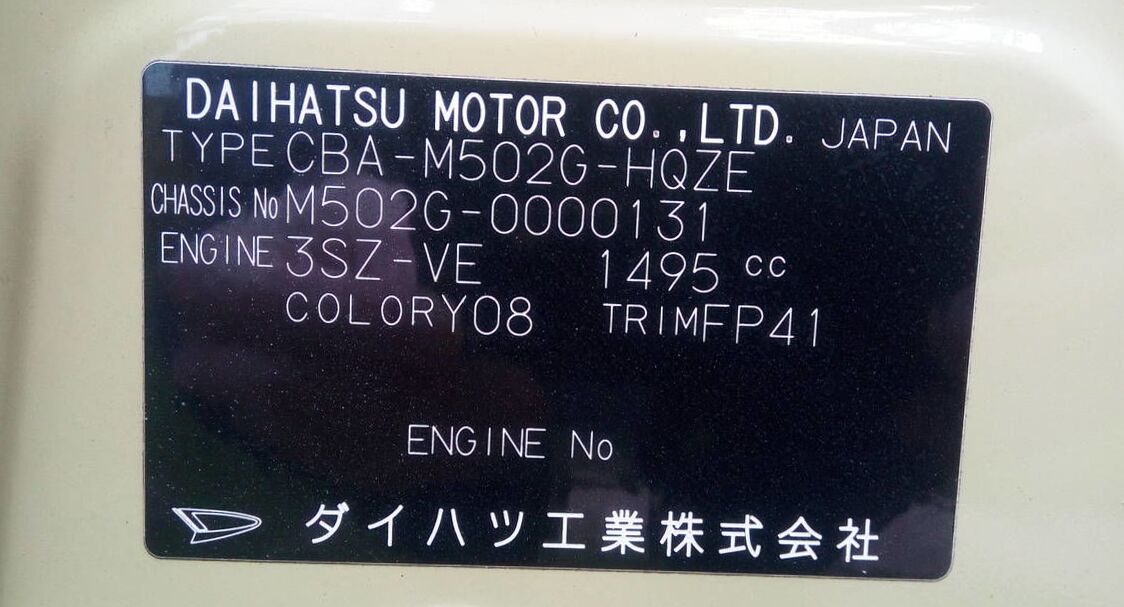 DAIHATSU MOTOR CO.,LTD. JAPAN
TYPE CBA-M502G-HQZE
CHASSIS No M502G-0000131
ENGINE 3SZ-VE 1495 cc
COLOR Y08 TRIM FP41
ENGINE No
ダイハツ工業株式会社